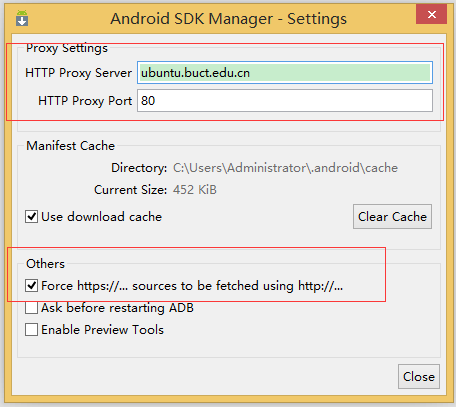 Android SDK Manager - Settings
Proxy Settings
HTTP Proxy Server ubuntu.buct.edu.cn
HTTP Proxy Port 80
Manifest Cache
Directory: C:\Users\Administrator\.android\cache
Current Size: 452 KiB
Use download cache Clear Cache
Others
Force https://... sources to be fetched using http://...
Ask before restarting ADB
Enable Preview Tools
Close